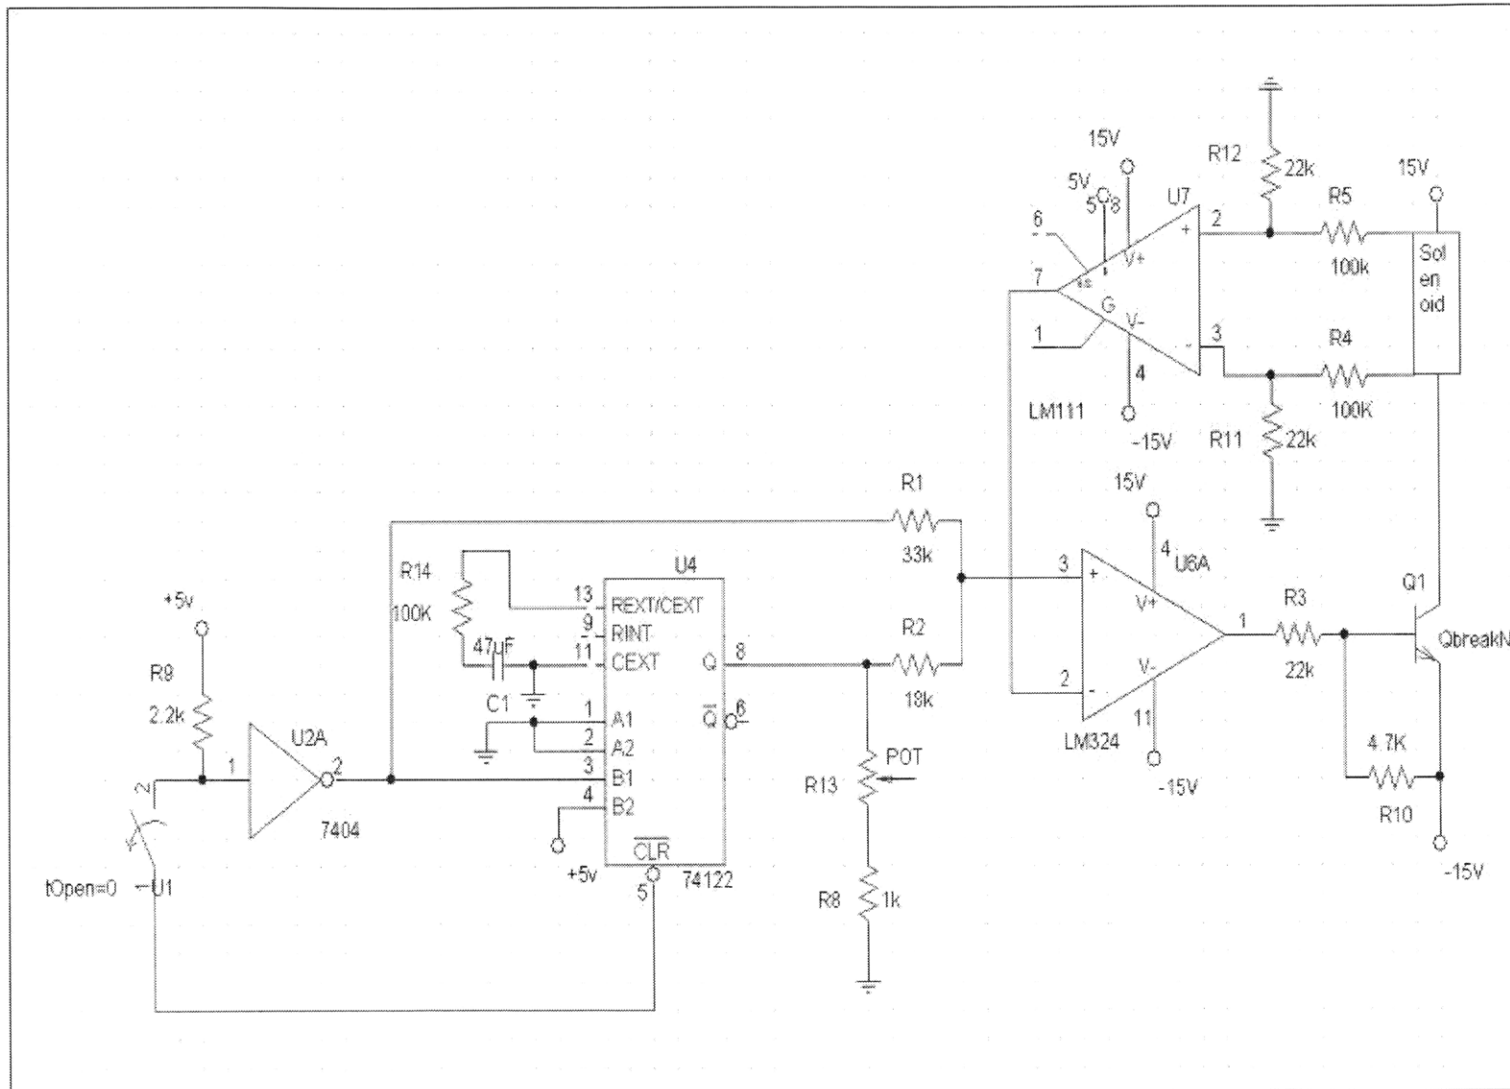 15V
5V
5
8
U7
6
7
1
V+
G
V-
+
-
2
3
4
LM111
-15V
R12
22k
R5
100k
R4
100K
R11
22k
15V
Sol
en
oid
R1
33k
R2
18k
15V
4
U6A
3
+
V+
2
-
V-
1
11
LM324
-15V
R3
22k
Q1
QbreakN
4.7K
R10
-15V
U4
R14
100K
47uF
C1
13
REXT/CEXT
9
RINT
11
CEXT
Q
8
1
A1
Q
6
2
A2
3
B1
4
B2
CLR
5
74122
+5v
+5v
R9
2.2k
U2A
1
2
7404
2
1
tOpen=0
U1
POT
R13
R8
1k